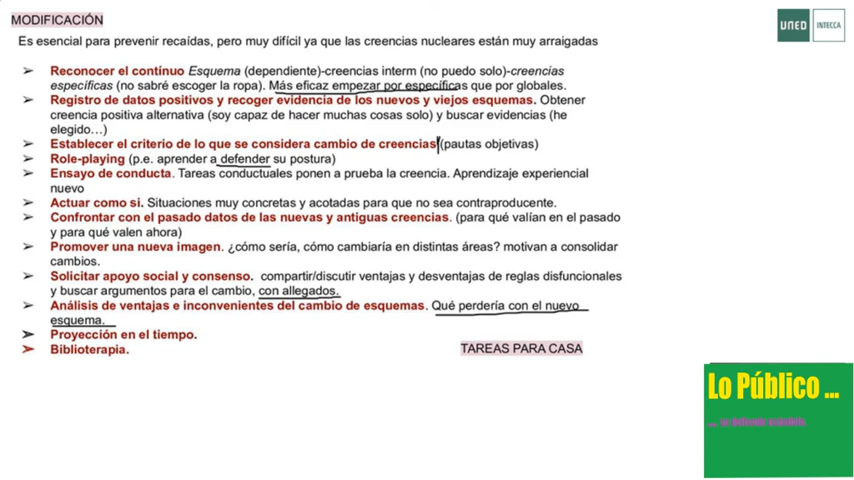 MODIFICACIÓN
UNED
INTECCA
Es esencial para prevenir recaídas, pero muy difícil ya que las creencias nucleares están muy arraigadas
➢ Reconocer el contínuo Esquema (dependiente)-creencias interm (no puedo solo)-creencias
específicas (no sabré escoger la ropa). Más eficaz empezar por específicas que por globales.
➢ Registro de datos positivos y recoger evidencia de los nuevos y viejos esquemas. Obtener
creencia positiva alternativa (soy capaz de hacer muchas cosas solo) y buscar evidencias (he
elegido...)
➢ Establecer el criterio de lo que se considera cambio de creencias (pautas objetivas)
➢ Role-playing (p.e. aprender a defender su postura)
➢ Ensayo de conducta. Tareas conductuales ponen a prueba la creencia. Aprendizaje experiencial
nuevo
➢ Actuar como si. Situaciones muy concretas y acotadas para que no sea contraproducente.
➢ Confrontar con el pasado datos de las nuevas y antiguas creencias. (para qué valían en el pasado
y para qué valen ahora)
➢ Promover una nueva imagen. ¿cómo sería, cómo cambiaría en distintas áreas? motivan a consolidar
cambios.
➢ Solicitar apoyo social y consenso. compartir/discutir ventajas y desventajas de reglas disfuncionales
y buscar argumentos para el cambio, con allegados.
➢ Análisis de ventajas e inconvenientes del cambio de esquemas. Qué perdería con el nuevo
esquema.
➢ Proyección en el tiempo.
➢ Biblioterapia.
TAREAS PARA CASA
Lo Público ...
... se defiende